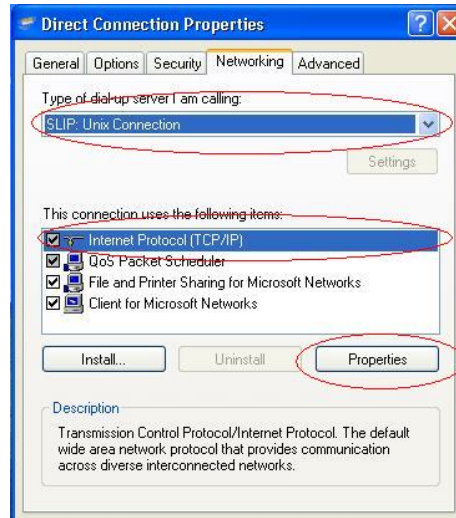 Direct Connection Properties
General Options Security Networking Advanced
Type of dial-up server I am calling:
SLIP: Unix Connection
Settings
This connection uses the following items:
Internet Protocol (TCP/IP)
QoS Packet Scheduler
File and Printer Sharing for Microsoft Networks
Client for Microsoft Networks
Install... Uninstall Properties
Description
Transmission Control Protocol/Internet Protocol. The default
wide area network protocol that provides communication
across diverse interconnected networks.